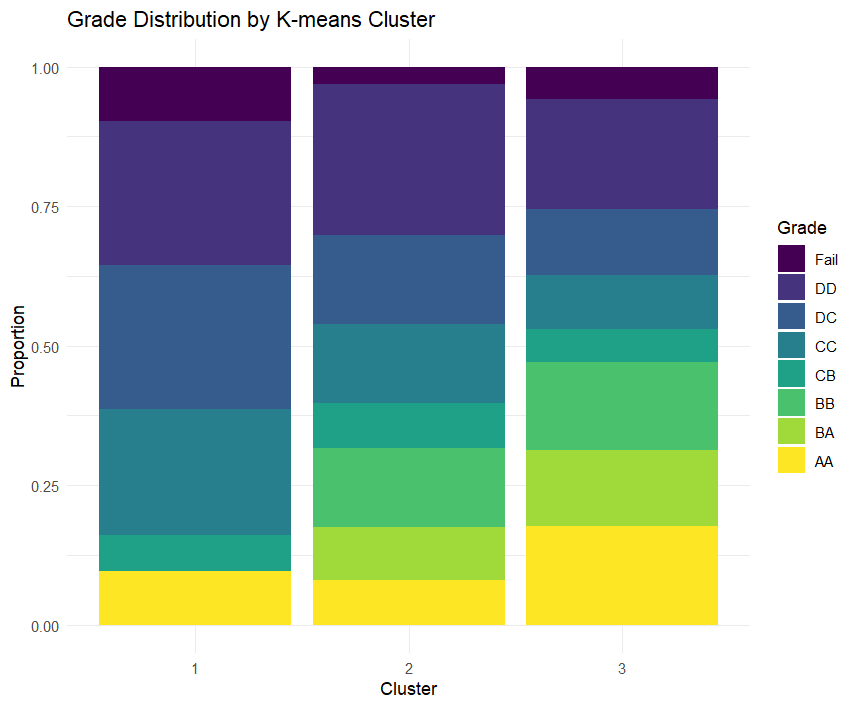 Grade Distribution by K-means Cluster
1.00
0.75
0.50
0.25
0.00
Proportion
1 2 3
Cluster
Grade
Fail
DD
DC
CC
CB
BB
BA
AA